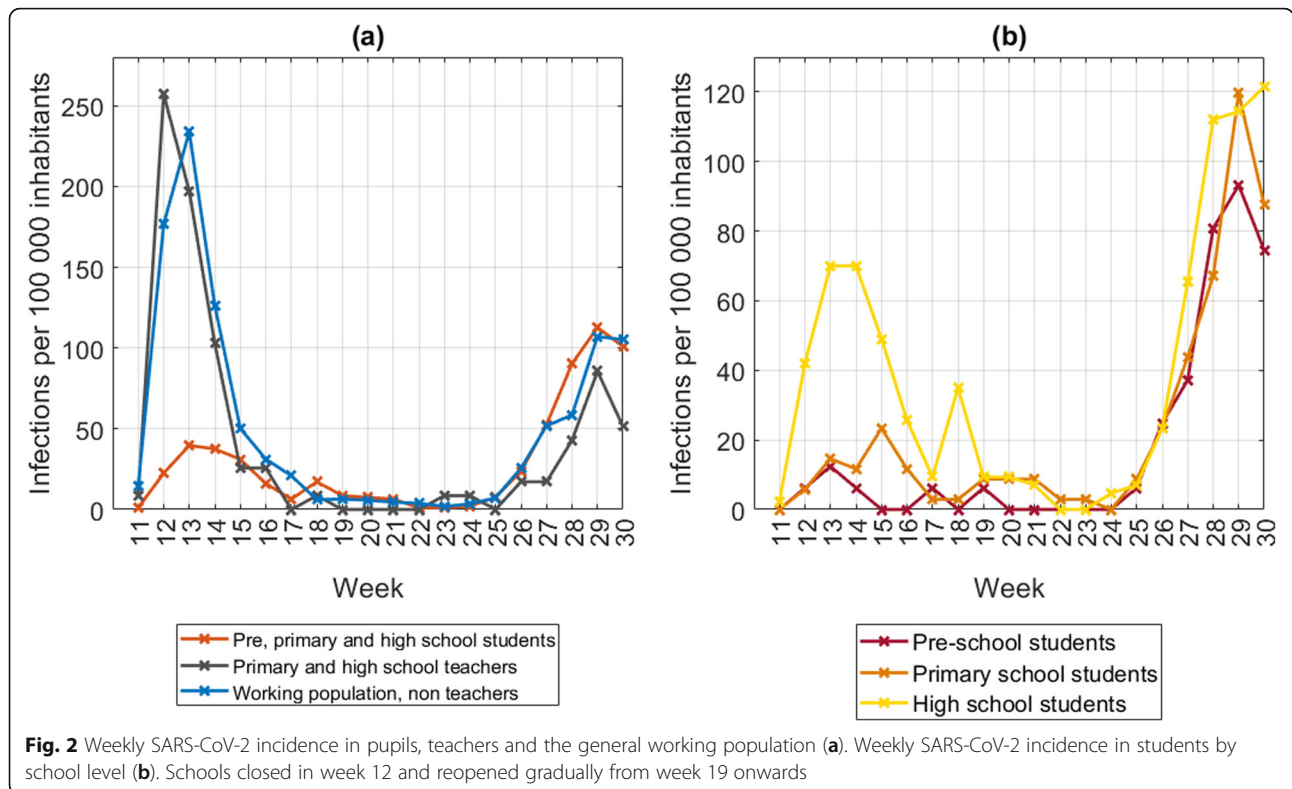 (a)
Infections per 100 000 inhabitants
250
200
150
100
50
0
11 12 13 14 15 16 17 18 19 20 21 22 23 24 25 26 27 28 29 30
Week
Pre, primary and high school students
Primary and high school teachers
Working population, non teachers
(b)
Infections per 100 000 inhabitants
120
100
80
60
40
20
0
11 12 13 14 15 16 17 18 19 20 21 22 23 24 25 26 27 28 29 30
Week
Pre-school students
Primary school students
High school students
Fig. 2 Weekly SARS-CoV-2 incidence in pupils, teachers and the general working population (a). Weekly SARS-CoV-2 incidence in students by
school level (b). Schools closed in week 12 and reopened gradually from week 19 onwards